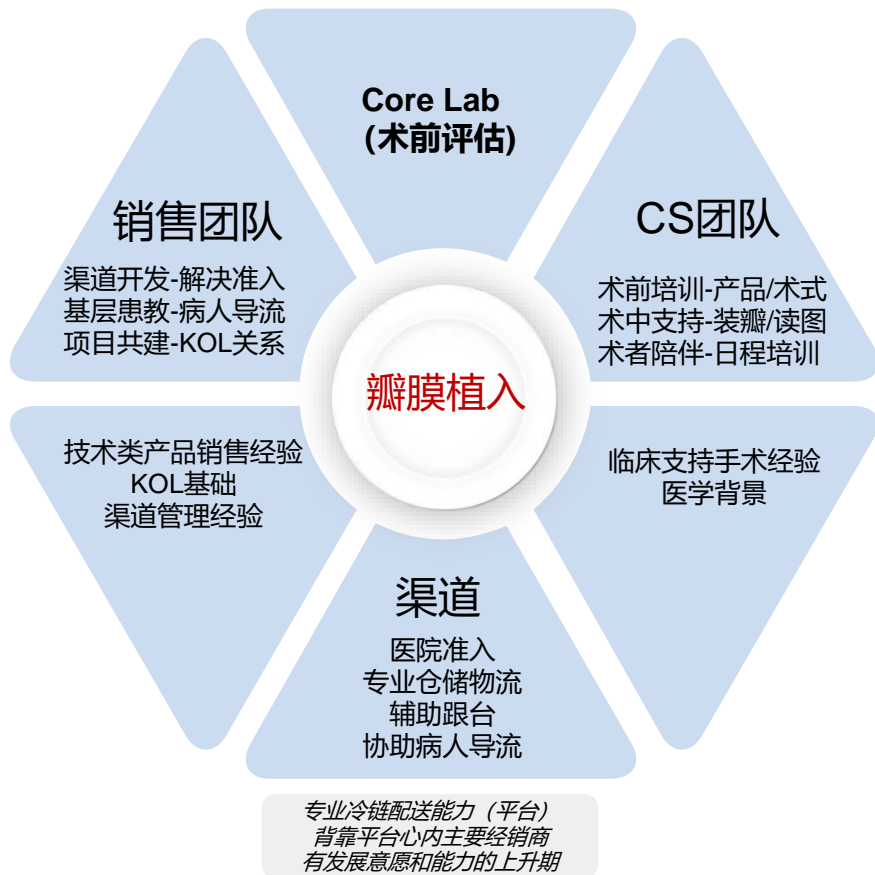 Core Lab
(术前评估)
销售团队
渠道开发-解决准入
基层患教-病人导流
项目共建-KOL关系
CS团队
术前培训-产品/术式
术中支持-装瓣/读图
术者陪伴-日程培训
瓣膜植入
技术类产品销售经验
KOL基础
渠道管理经验
临床支持手术经验
医学背景
渠道
医院准入
专业仓储物流
辅助跟台
协助病人导流
专业冷链配送能力（平台）
背靠平台心内主要经销商
有发展意愿和能力的上升期